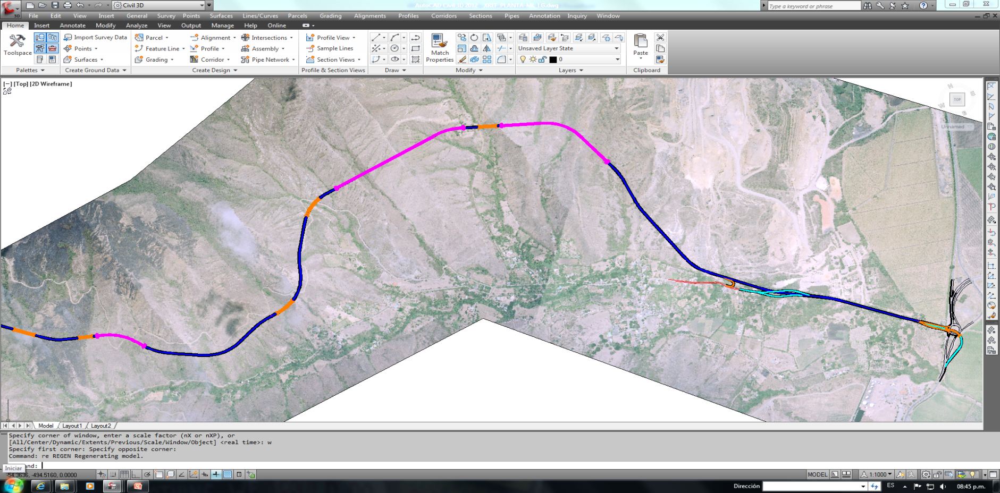 Civil 3D
AutoCAD Civil 3D 2012 XREF-PLANTA-ML_LG.dwg
Type a keyword or phrase
3D
File Edit View Insert General Survey Points Surfaces Lines/Curves Parcels Grading Alignments Profiles Corridors Sections Pipes Annotation Inquiry Window
Home Insert Annotate Modify Analyze View Output Manage Help Online
Import Survey Data Parcel Alignment Intersections Profile View
Toolspace Points Feature Line Profile Assembly Sample Lines Match Properties Unsaved Layer State Paste
Surfaces Grading Corridor Pipe Network Section Views 0
Palettes Create Ground Data Create Design Profile & Section Views Draw Modify Layers Clipboard
[−] [Top] [2D Wireframe]
N
W TOP E
S
Unnamed
Model Layout1 Layout2
Specify corner of window, enter a scale factor (nX or nXP), or
[All/Center/Dynamic/Extents/Previous/Scale/Window/Object] <real time>: w
Specify first corner: Specify opposite corner:
Command: re REGEN Regenerating model.
and:
Iniciar
-54.3636, -494.5160, 0.0000 MODEL 1:1000
Dirección ES 08:45 p.m.